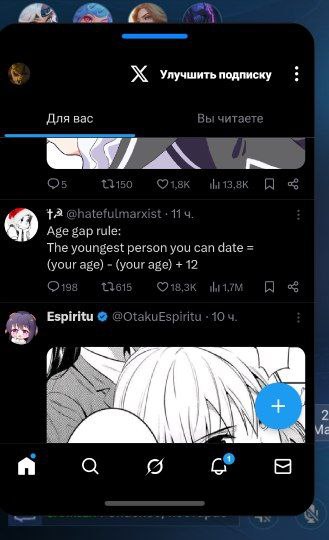 X Улучшить подписку
Для вас Вы читаете
5 150 1,8K 13,8K
†☭ @hatefulmarxist · 11 ч.
Age gap rule:
The youngest person you can date =
(your age) - (your age) + 12
198 615 18,3K 1,7M
Espiritu @OtakuEspiritu · 10 ч.
1